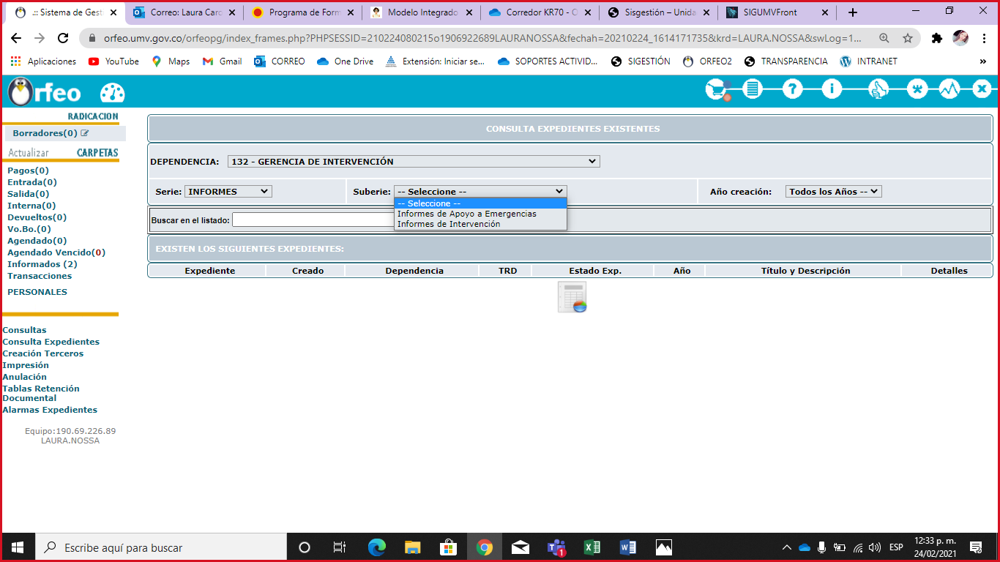 .:: Sistema de Gesti
Correo: Laura Caro
Programa de Form
Modelo Integrado
Corredor KR70 - O
Sisgestión – Unida
SIGUMVFront
orfeo.umv.gov.co/orfeopg/index_frames.php?PHPSESSID=210224080215o1906922689LAURANOSSA&fechah=20210224_1614171735&krd=LAURA.NOSSA&swLog=1...
Aplicaciones
YouTube
Maps
Gmail
CORREO
One Drive
Extensión: Iniciar se...
SOPORTES ACTIVID...
SIGESTIÓN
ORFEO2
TRANSPARENCIA
INTRANET
rfeo
RADICACION
Borradores(0)
Actualizar CARPETAS
Pagos(0)
Entrada(0)
Salida(0)
Interna(0)
Devueltos(0)
Vo.Bo.(0)
Agendado(0)
Agendado Vencido(0)
Informados (2)
Transacciones
PERSONALES
Consultas
Consulta Expedientes
Creación Terceros
Impresión
Anulación
Tablas Retención
Documental
Alarmas Expedientes
Equipo:190.69.226.89
LAURA.NOSSA
CONSULTA EXPEDIENTES EXISTENTES
DEPENDENCIA: 132 - GERENCIA DE INTERVENCIÓN
Serie: INFORMES Suberie: -- Seleccione -- Año creación: Todos los Años --
-- Seleccione --
Informes de Apoyo a Emergencias
Informes de Intervención
Buscar en el listado:
EXISTEN LOS SIGUIENTES EXPEDIENTES:
Expediente Creado Dependencia TRD Estado Exp. Año Título y Descripción Detalles
Escribe aquí para buscar
1
ESP
12:33 p. m.
24/02/2021